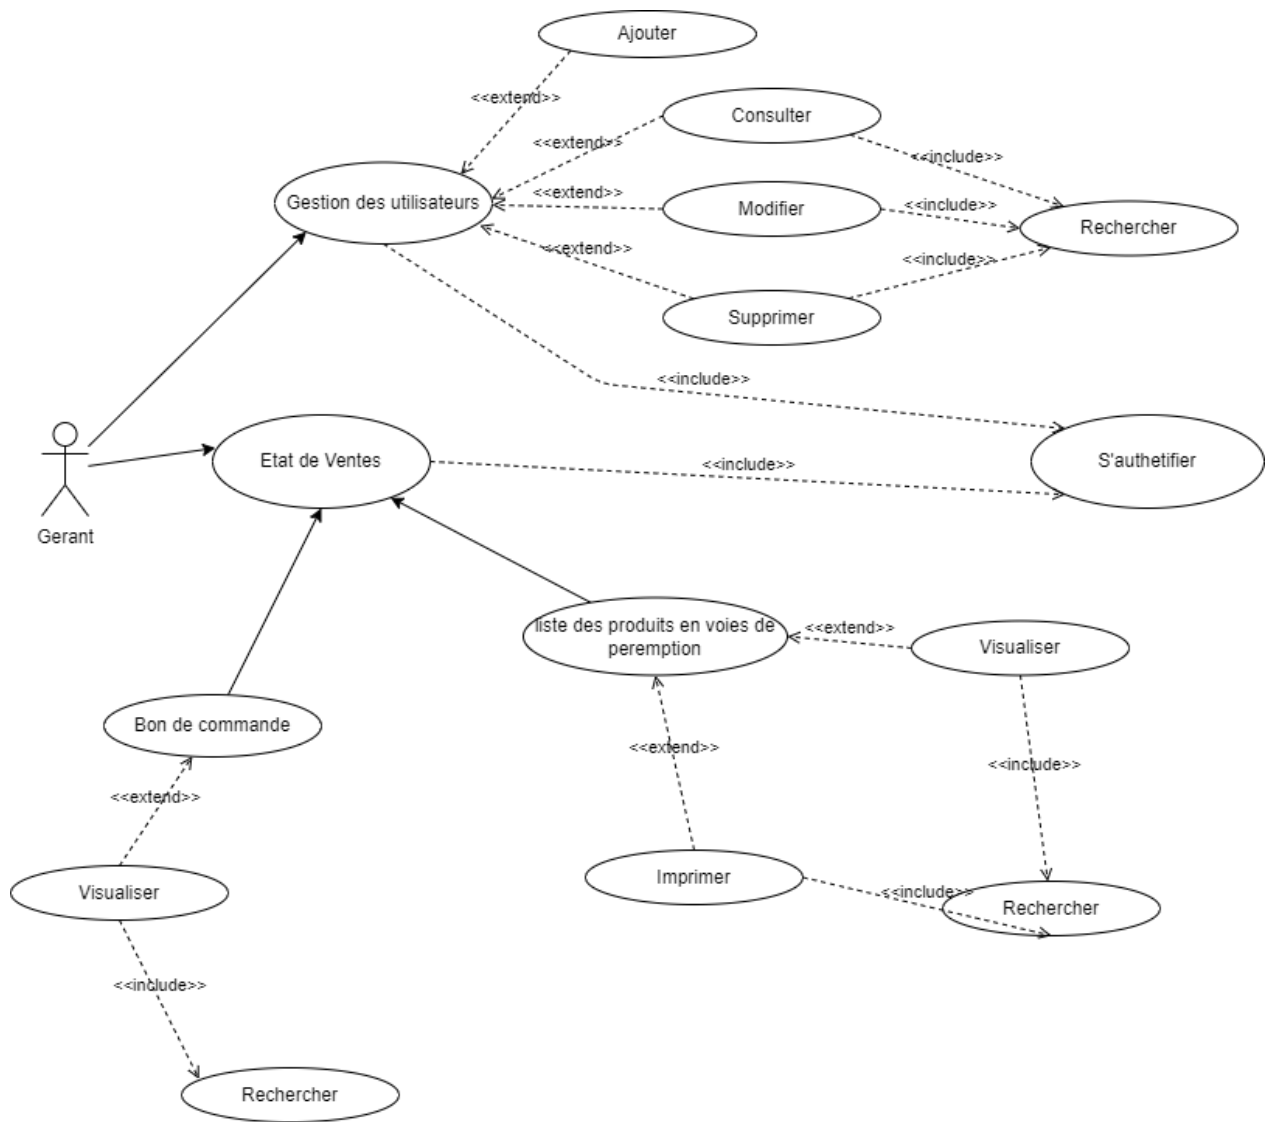 Ajouter
<<extend>>
Consulter
<<extend>>
<<include>>
Gestion des utilisateurs
<<extend>>
Modifier
<<include>>
Rechercher
<<extend>>
<<include>>
Supprimer
<<include>>
Etat de Ventes
<<include>>
S'authetifier
Gerant
liste des produits en voies de
peremption
<<extend>>
Visualiser
Bon de commande
<<extend>>
<<include>>
<<extend>>
Visualiser
Imprimer
<<include>>
Rechercher
<<include>>
Rechercher